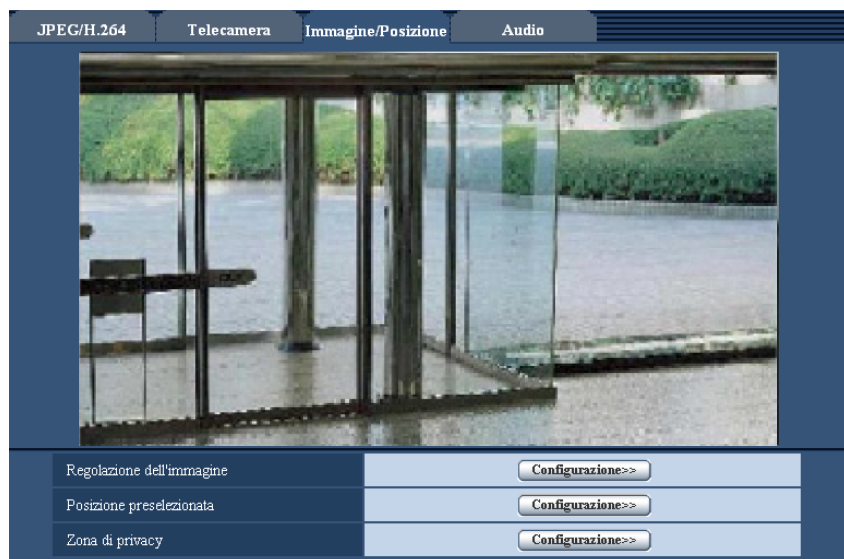 JPEG/H.264 Telecamera Immagine/Posizione Audio
Regolazione dell'immagine Configurazione>>
Posizione preselezionata Configurazione>>
Zona di privacy Configurazione>>